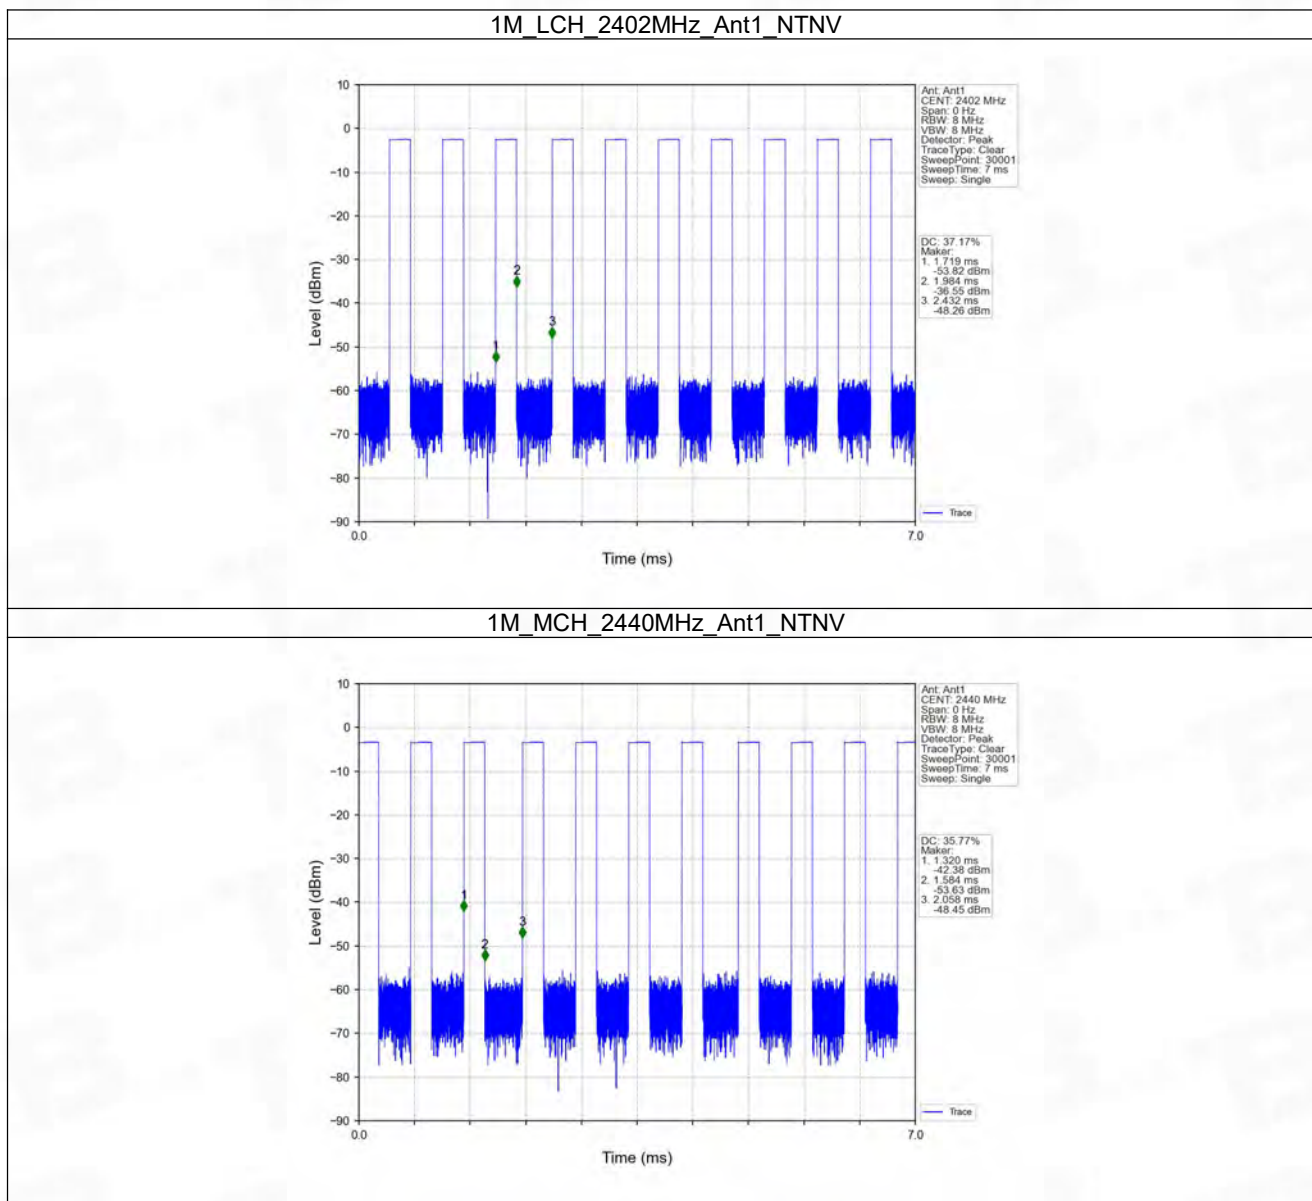 1M_LCH_2402MHz_Ant1_NTNV
10
0
−10
−20
−30
−40
−50
−60
−70
−80
−90
Level (dBm)
1
2
3
0.0
7.0
Time (ms)
Ant: Ant1
CENT: 2402 MHz
Span: 0 Hz
RBW: 8 MHz
VBW: 8 MHz
Detector: Peak
TraceType: Clear
SweepPoint: 30001
SweepTime: 7 ms
Sweep: Single
DC: 37.17%
Maker:
1. 1.719 ms
-53.82 dBm
2. 1.984 ms
-36.55 dBm
3. 2.432 ms
-48.26 dBm
Trace
1M_MCH_2440MHz_Ant1_NTNV
10
0
−10
−20
−30
−40
−50
−60
−70
−80
−90
Level (dBm)
1
2
3
0.0
7.0
Time (ms)
Ant: Ant1
CENT: 2440 MHz
Span: 0 Hz
RBW: 8 MHz
VBW: 8 MHz
Detector: Peak
TraceType: Clear
SweepPoint: 30001
SweepTime: 7 ms
Sweep: Single
DC: 35.77%
Maker:
1. 1.320 ms
-42.38 dBm
2. 1.584 ms
-53.63 dBm
3. 2.058 ms
-48.45 dBm
Trace